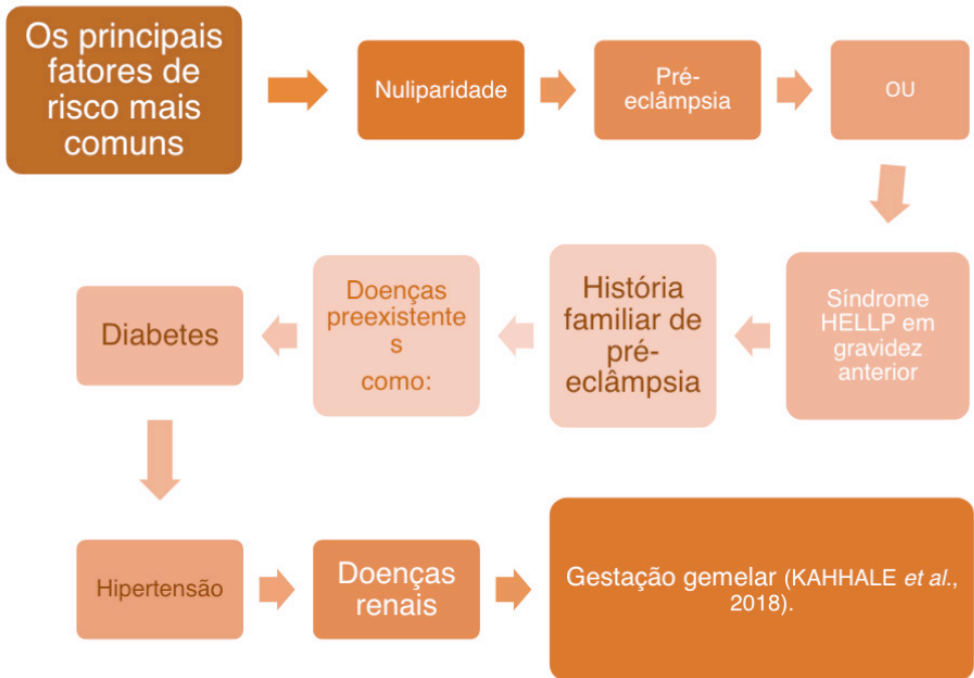 Os principais
fatores de
risco mais
comuns
Nuliparidade
Pré-
eclâmpsia
OU
Síndrome
HELLP em
gravidez
anterior
História
familiar de
pré-
eclâmpsia
Doenças
preexistente
s
como:
Diabetes
Hipertensão
Doenças
renais
Gestação gemelar (KAHHALE et al.,
2018).